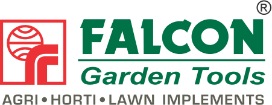 FALCON®
Garden Tools
AGRI • HORTI • LAWN IMPLEMENTS